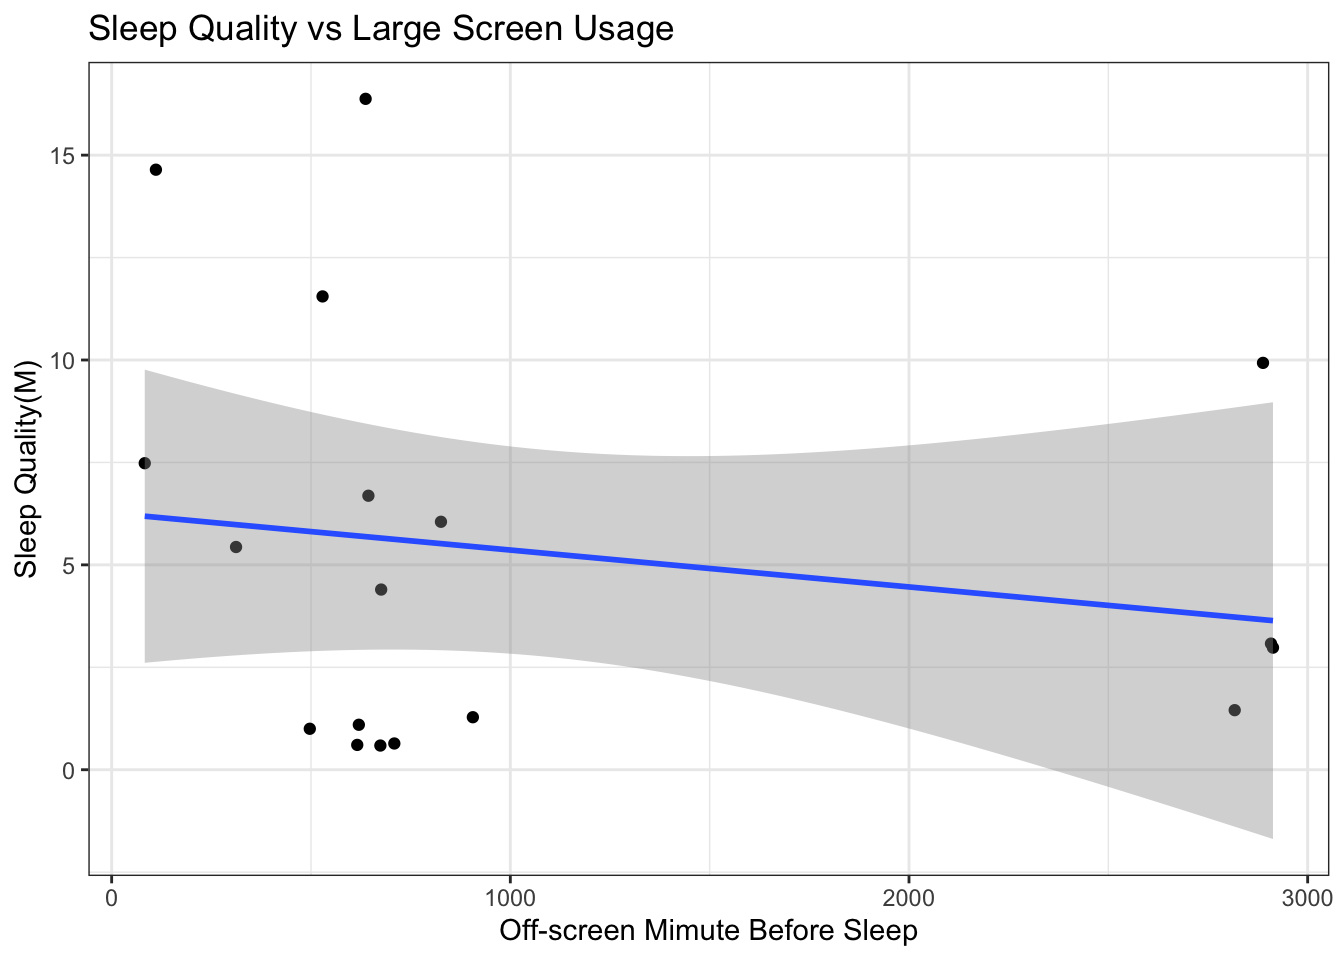 Sleep Quality vs Large Screen Usage
15
10
5
0
Sleep Quality(M)
0 1000 2000 3000
Off-screen Mimute Before Sleep